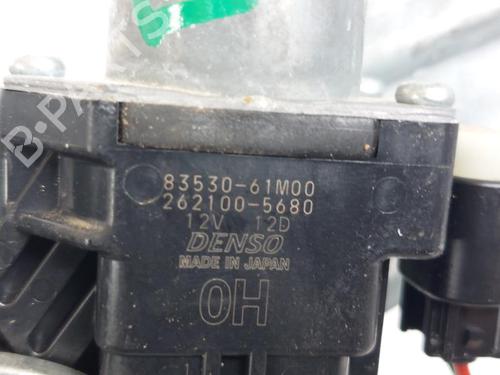 83530-61M00
262100-5680
12V 12D
DENSO
MADE IN JAPAN
0H
B-PARTS